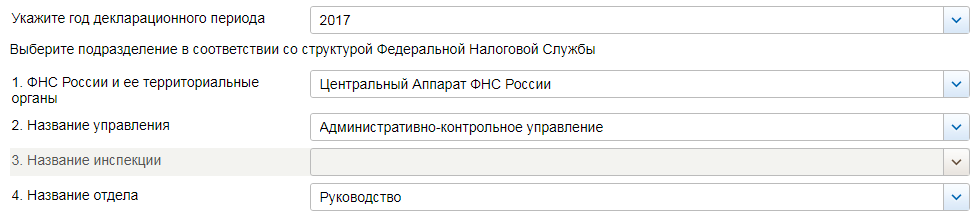 Укажите год декларационного периода 2017
Выберите подразделение в соответствии со структурой Федеральной Налоговой Службы
1. ФНС России и ее территориальные
органы
Центральный Аппарат ФНС России
2. Название управления Административно-контрольное управление
3. Название инспекции
4. Название отдела Руководство